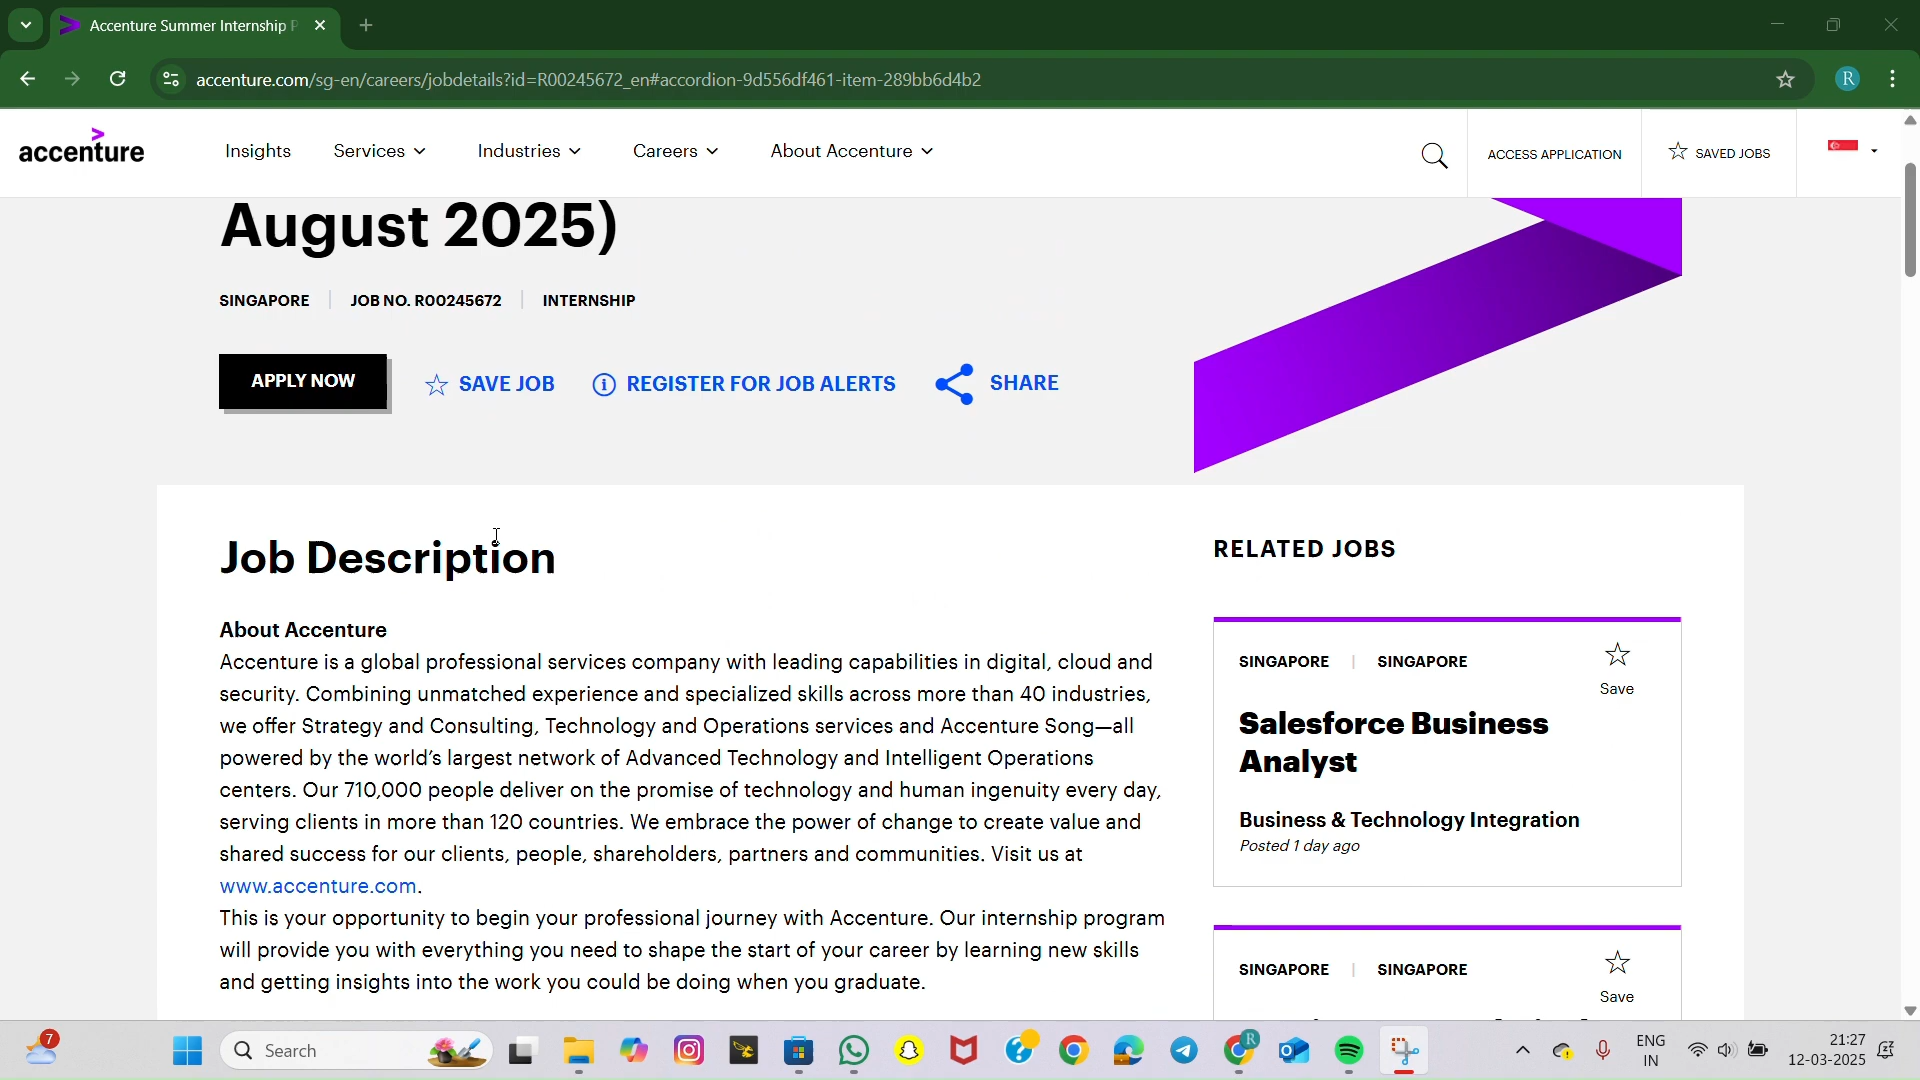 Accenture Summer Internship P
accenture.com/sg-en/careers/jobdetails?id=R00245672_en#accordion-9d556df461-item-289bb6d4b2
R
accenture
Insights
Services
Industries
Careers
About Accenture
ACCESS APPLICATION
SAVED JOBS
August 2025)
SINGAPORE
JOB NO. R00245672
INTERNSHIP
APPLY NOW
SAVE JOB
REGISTER FOR JOB ALERTS
SHARE
Job Description
About Accenture
Accenture is a global professional services company with leading capabilities in digital, cloud and
security. Combining unmatched experience and specialized skills across more than 40 industries,
we offer Strategy and Consulting, Technology and Operations services and Accenture Song—all
powered by the world's largest network of Advanced Technology and Intelligent Operations
centers. Our 710,000 people deliver on the promise of technology and human ingenuity every day,
serving clients in more than 120 countries. We embrace the power of change to create value and
shared success for our clients, people, shareholders, partners and communities. Visit us at
www.accenture.com.
This is your opportunity to begin your professional journey with Accenture. Our internship program
will provide you with everything you need to shape the start of your career by learning new skills
and getting insights into the work you could be doing when you graduate.
RELATED JOBS
SINGAPORE
SINGAPORE
Save
Salesforce Business
Analyst
Business & Technology Integration
Posted 1 day ago
SINGAPORE
SINGAPORE
Save
7
Search
R
ENG
IN
21:27
12-03-2025